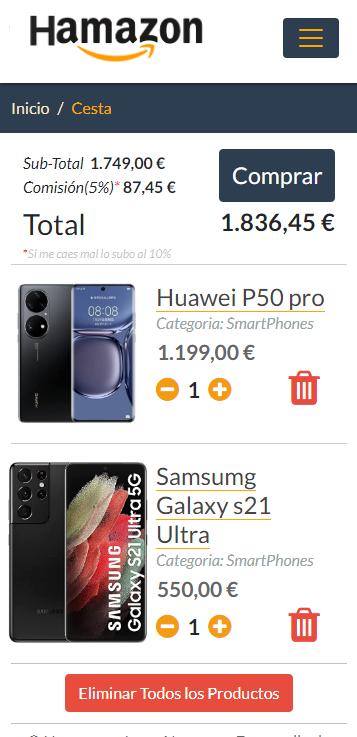 Hamazon
Inicio / Cesta
Sub-Total 1.749,00 €
Comisión(5%)* 87,45 €
Comprar
Total 1.836,45 €
*Si me caes mal lo subo al 10%
Huawei P50 pro
Categoria: SmartPhones
1.199,00 €
1
08:08
HUAWEI
Samsumg
Galaxy s21
Ultra
Categoria: SmartPhones
550,00 €
1
SAMSUNG
Galaxy S21 Ultra 5G
Eliminar Todos los Productos